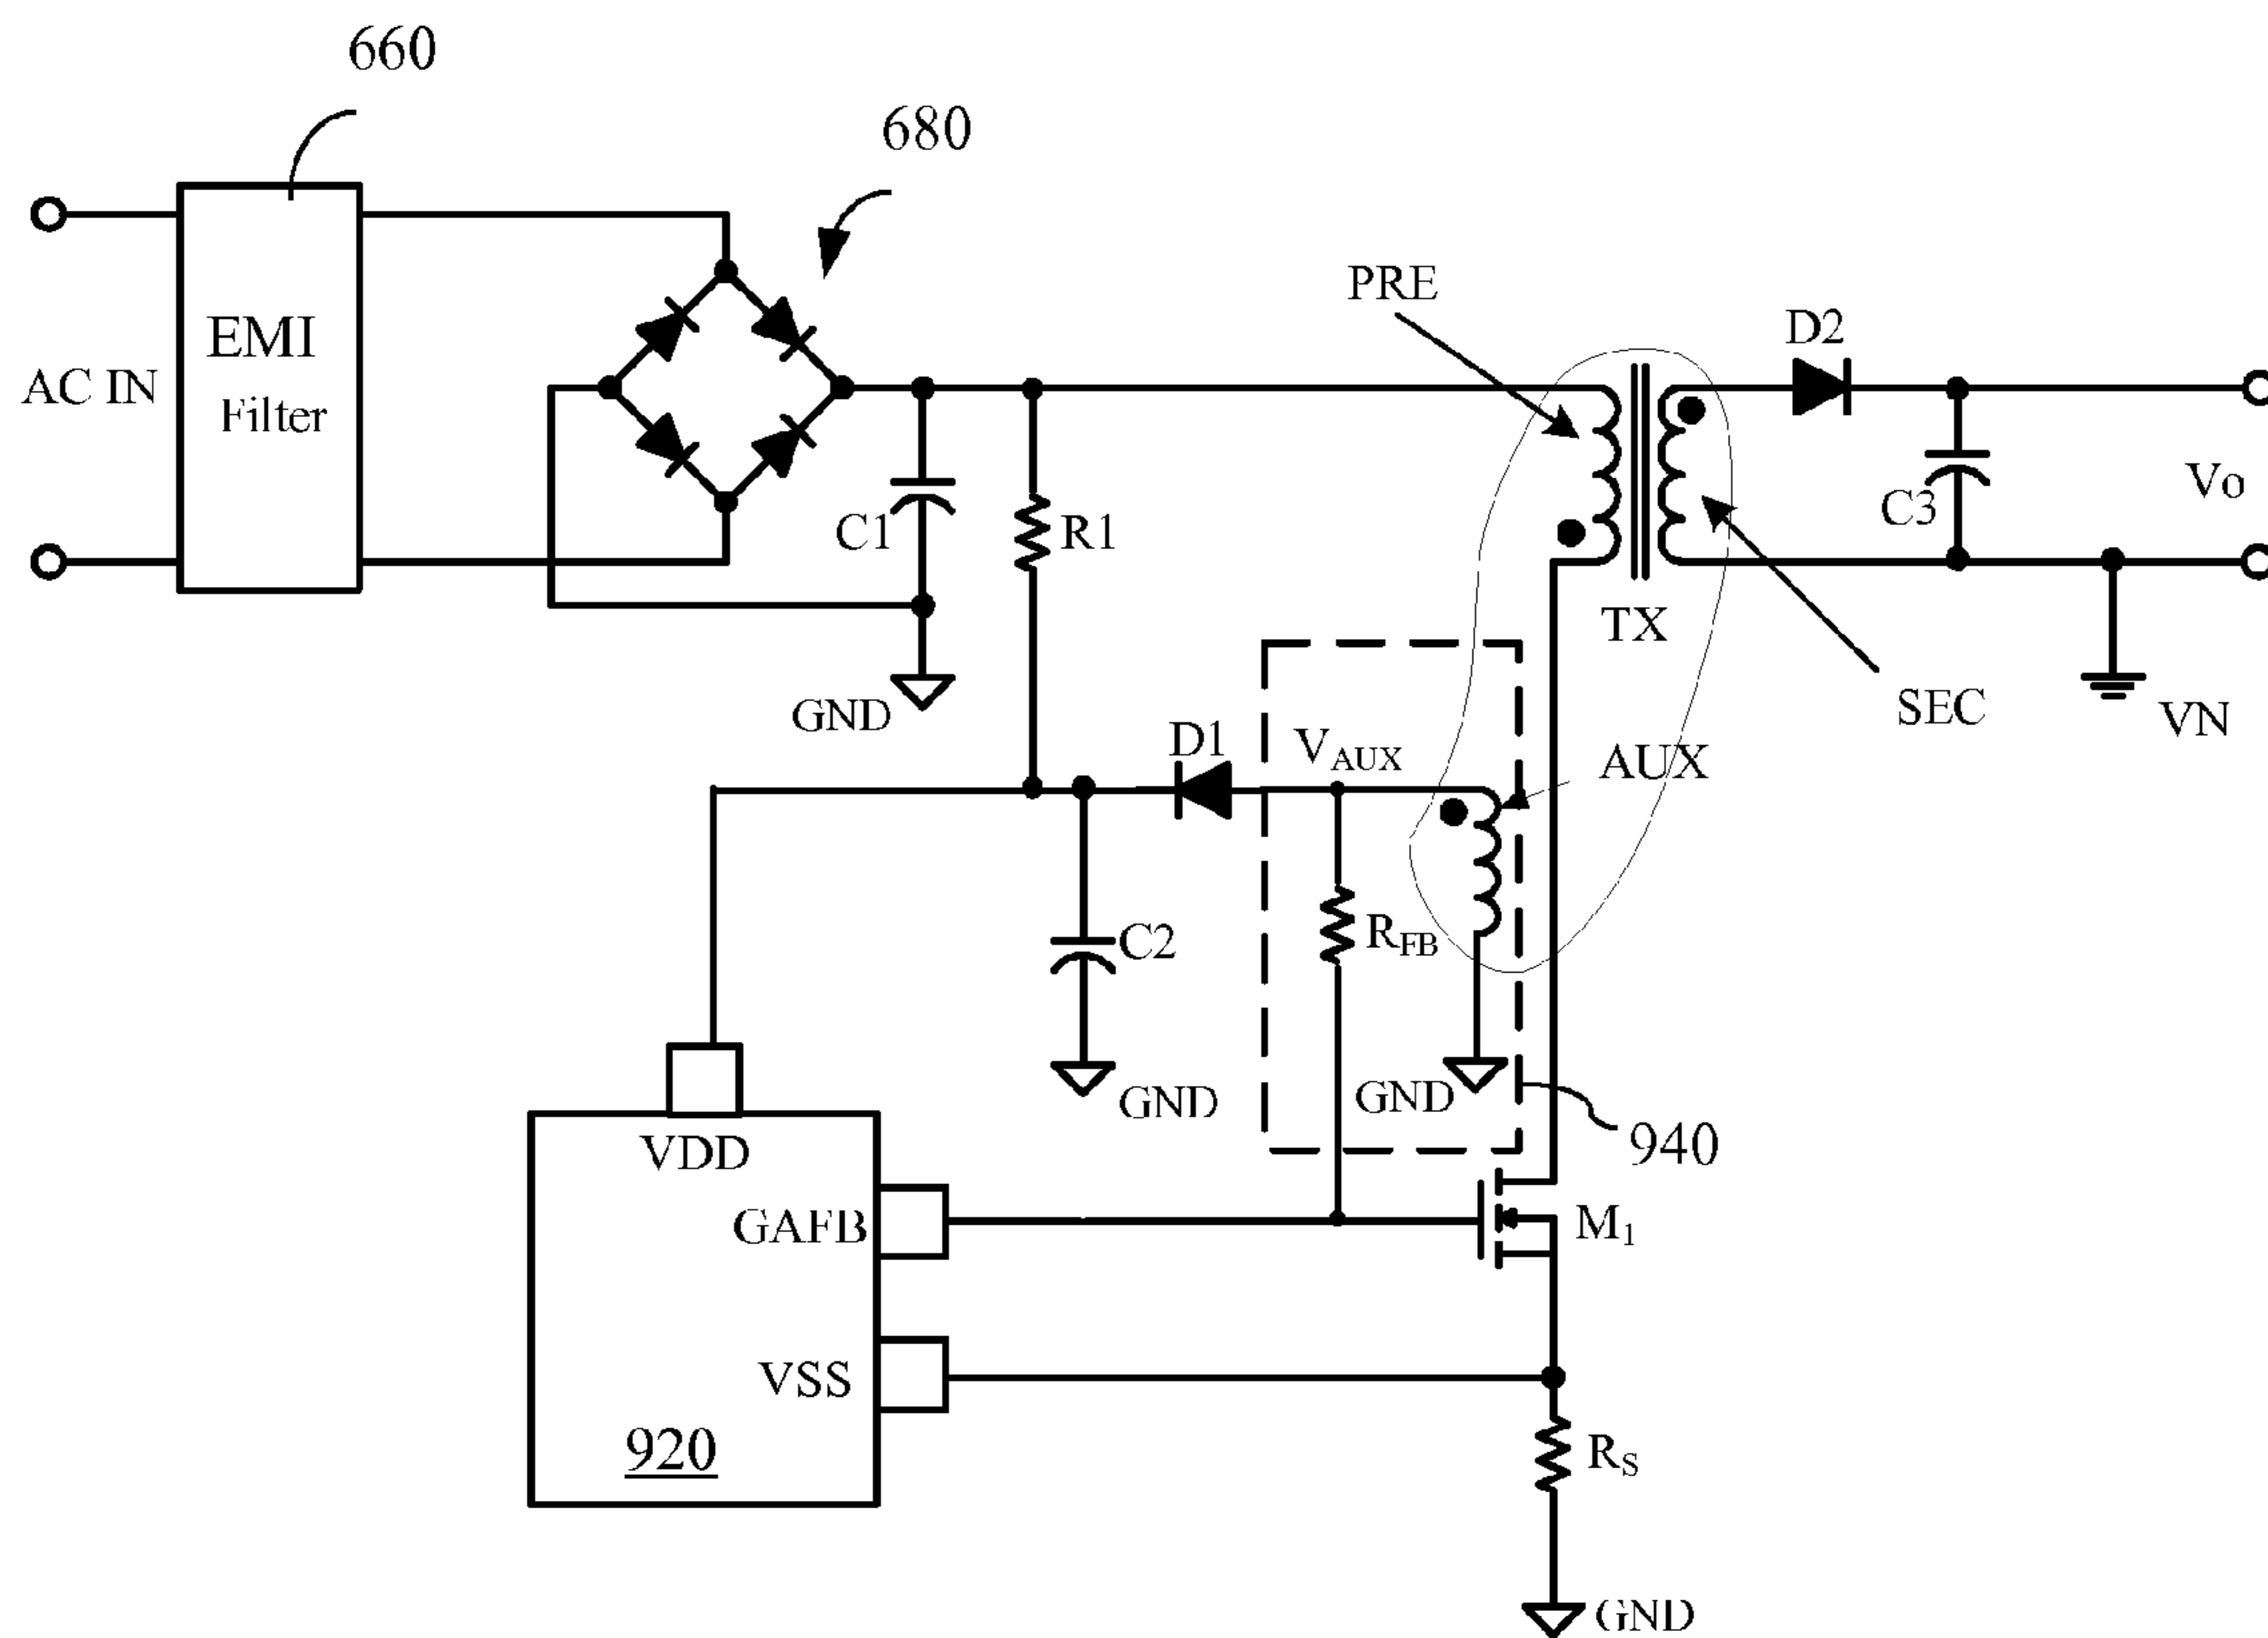 660
680
PRE
D2
EMI
Filter
AC IN
C1
R1
C3
Vo
TX
SEC
GND
VN
D1
VAUX
AUX
C2
RFB
GND
GND
940
VDD
GAFB
M1
VSS
920
RS
GND